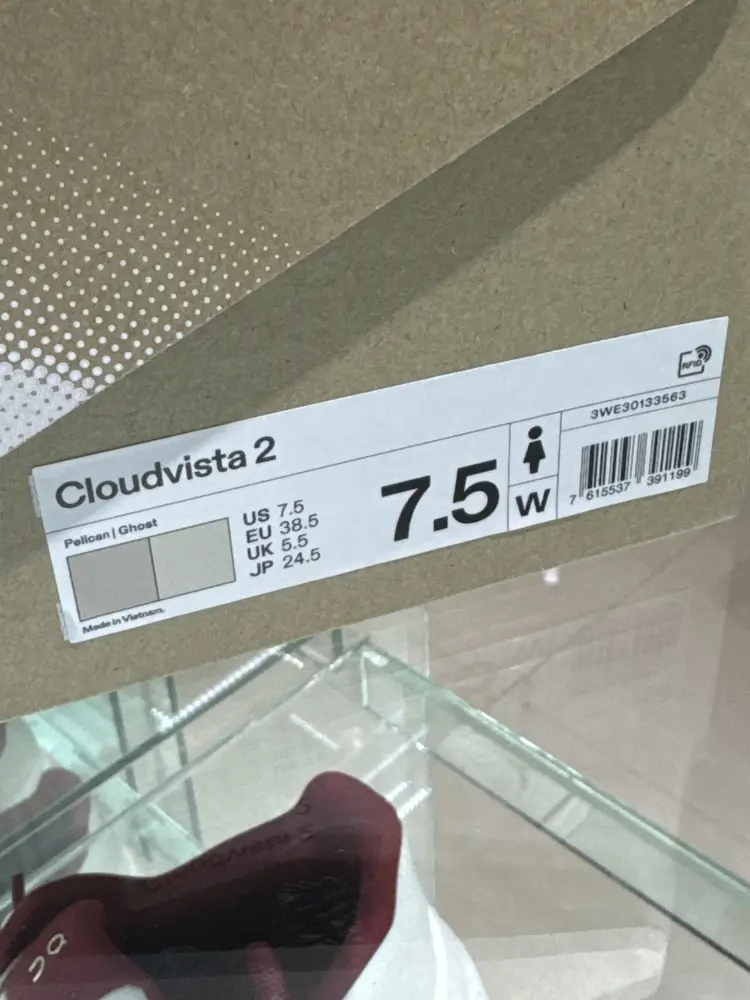 RFID
3WE30133563
Cloudvista 2
Pelican | Ghost
US 7.5
EU 38.5
UK 5.5
JP 24.5
7.5
W
7 615537 391199
Made in Vietnam.